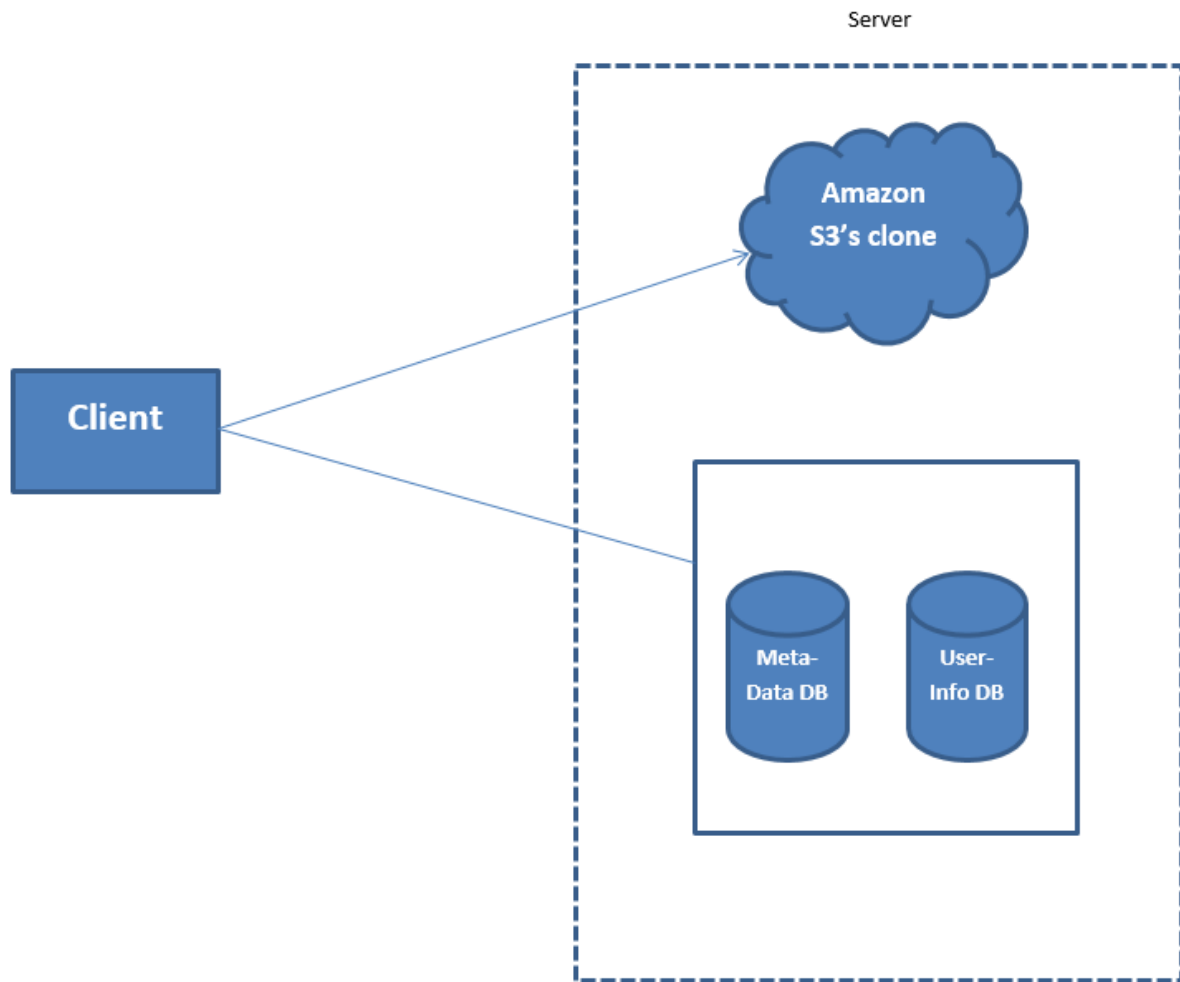 Server
Amazon
S3’s clone
Client
Meta-
Data DB
User-
Info DB